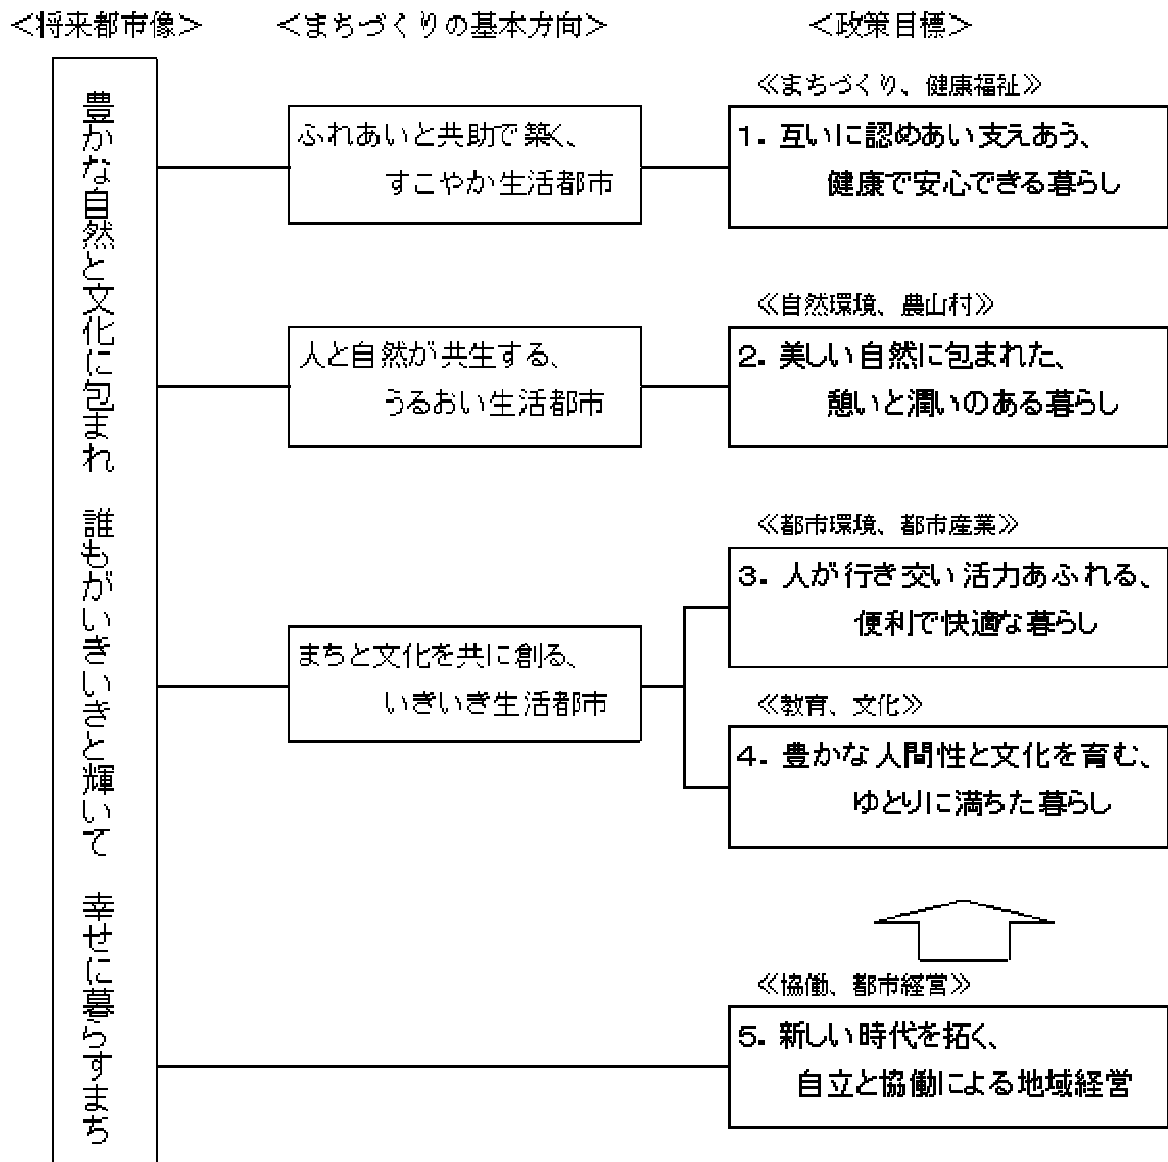 ＜将来都市像＞
＜まちづくりの基本方向＞
＜政策目標＞
豊かな自然と文化に包まれ　誰もがいきいきと輝いて　幸せに暮らすまち
ふれあいと共助で築く、
すこやか生活都市
≪まちづくり、健康福祉≫
１．互いに認めあい支えあう、
健康で安心できる暮らし
人と自然が共生する、
うるおい生活都市
≪自然環境、農山村≫
２．美しい自然に包まれた、
憩いと潤いのある暮らし
まちと文化を共に創る、
いきいき生活都市
≪都市環境、都市産業≫
３．人が行き交い活力あふれる、
便利で快適な暮らし
≪教育、文化≫
４．豊かな人間性と文化を育む、
ゆとりに満ちた暮らし
≪協働、都市経営≫
５．新しい時代を拓く、
自立と協働による地域経営